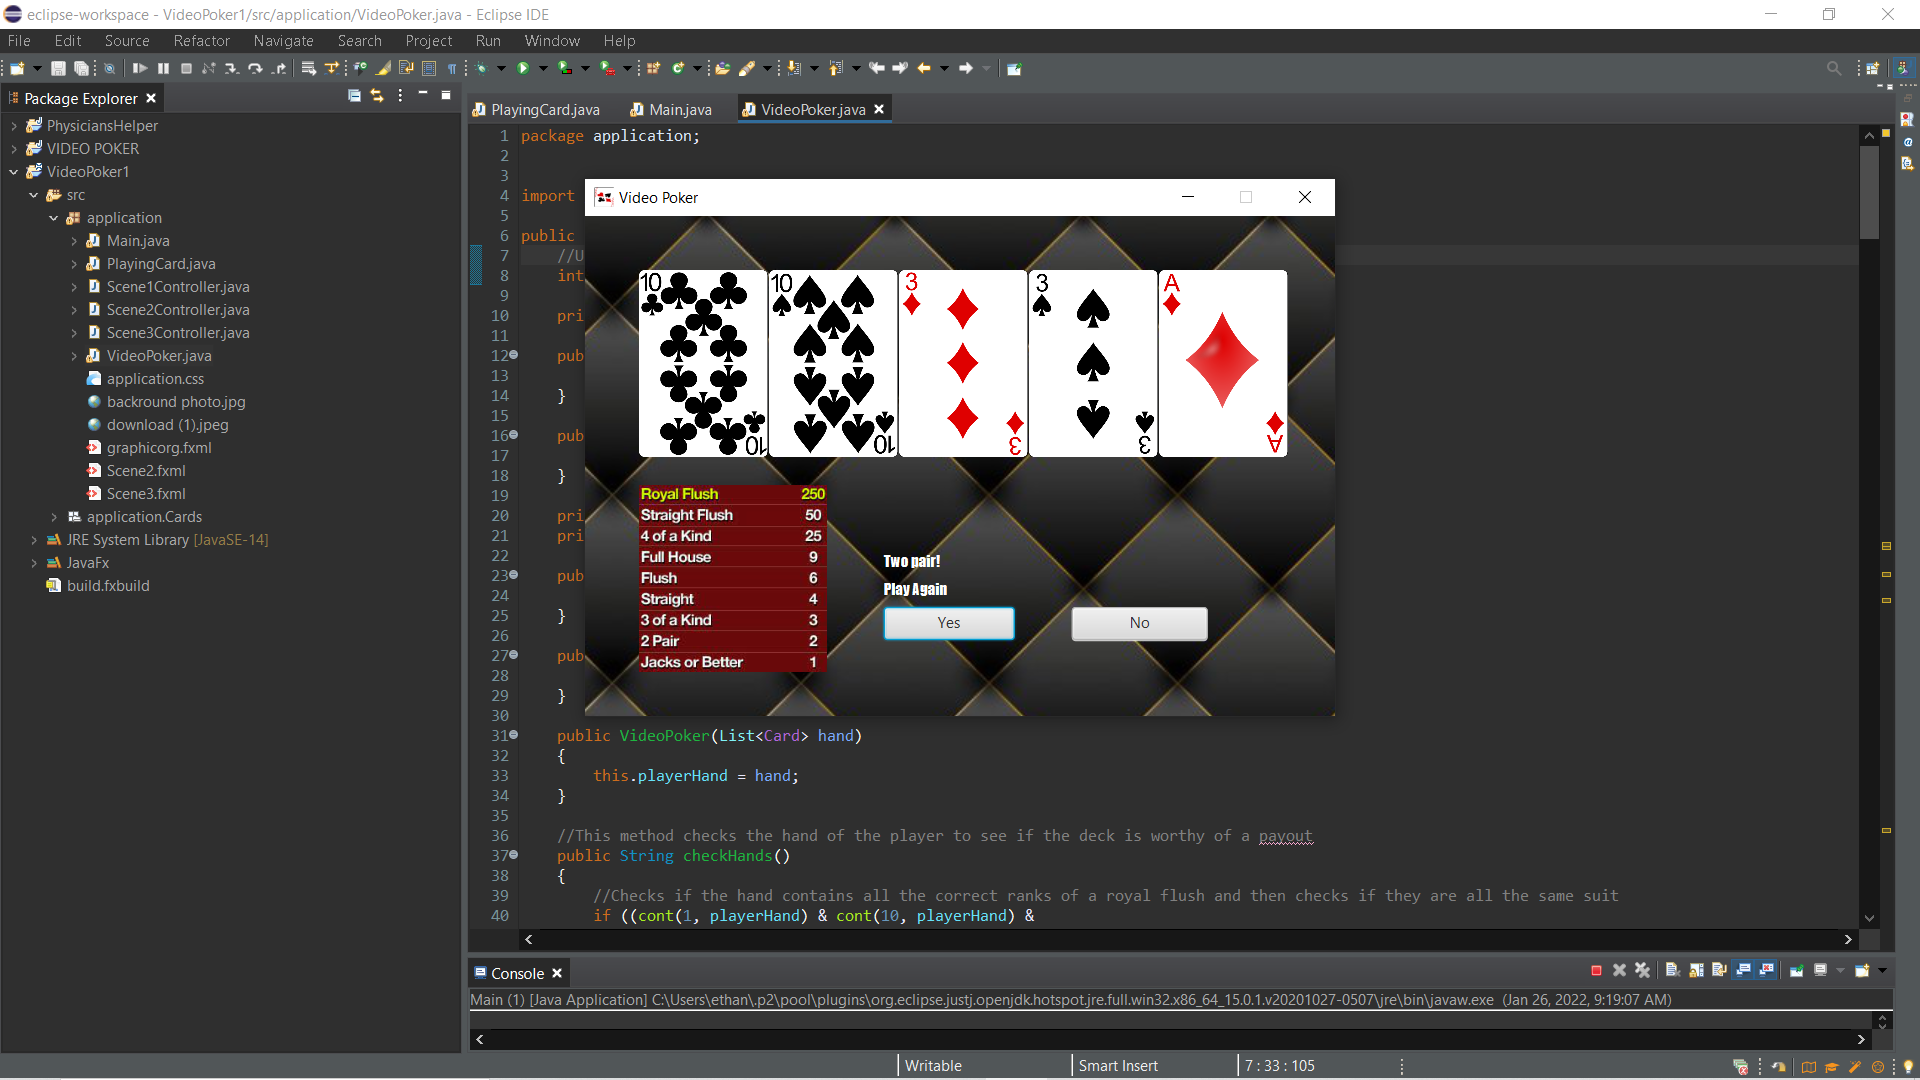 eclipse-workspace - VideoPoker1/src/application/VideoPoker.java - Eclipse IDE
File Edit Source Refactor Navigate Search Project Run Window Help
Package Explorer
PhysiciansHelper
VIDEO POKER
VideoPoker1
src
application
Main.java
PlayingCard.java
Scene1Controller.java
Scene2Controller.java
Scene3Controller.java
VideoPoker.java
application.css
backround photo.jpg
download (1).jpeg
graphicorg.fxml
Scene2.fxml
Scene3.fxml
application.Cards
JRE System Library [JavaSE-14]
JavaFx
build.fxbuild
PlayingCard.java Main.java VideoPoker.java
1 package application;
2
3
4 import
5
6 public
7 //U
8 int
9
10 pri
11
12 pub
13
14 }
15
16 pub
17
18 }
19
20 pri
21 pri
22
23 pub
24
25 }
26
27 pub
28
29 }
30
31 public VideoPoker(List<Card> hand)
32 {
33 this.playerHand = hand;
34 }
35
36 //This method checks the hand of the player to see if the deck is worthy of a payout
37 public String checkHands()
38 {
39 //Checks if the hand contains all the correct ranks of a royal flush and then checks if they are all the same suit
40 if ((cont(1, playerHand) & cont(10, playerHand) &
Video Poker
10 10 3 3 A
10 10 3 3 A
Royal Flush 250
Straight Flush 50
4 of a Kind 25
Full House 9
Flush 6
Straight 4
3 of a Kind 3
2 Pair 2
Jacks or Better 1
Two pair!
Play Again
Yes No
Console
Main (1) [Java Application] C:\Users\ethan\.p2\pool\plugins\org.eclipse.justj.openjdk.hotspot.jre.full.win32.x86_64_15.0.1.v20201027-0507\jre\bin\javaw.exe (Jan 26, 2022, 9:19:07 AM)
Writable Smart Insert 7 : 33 : 105